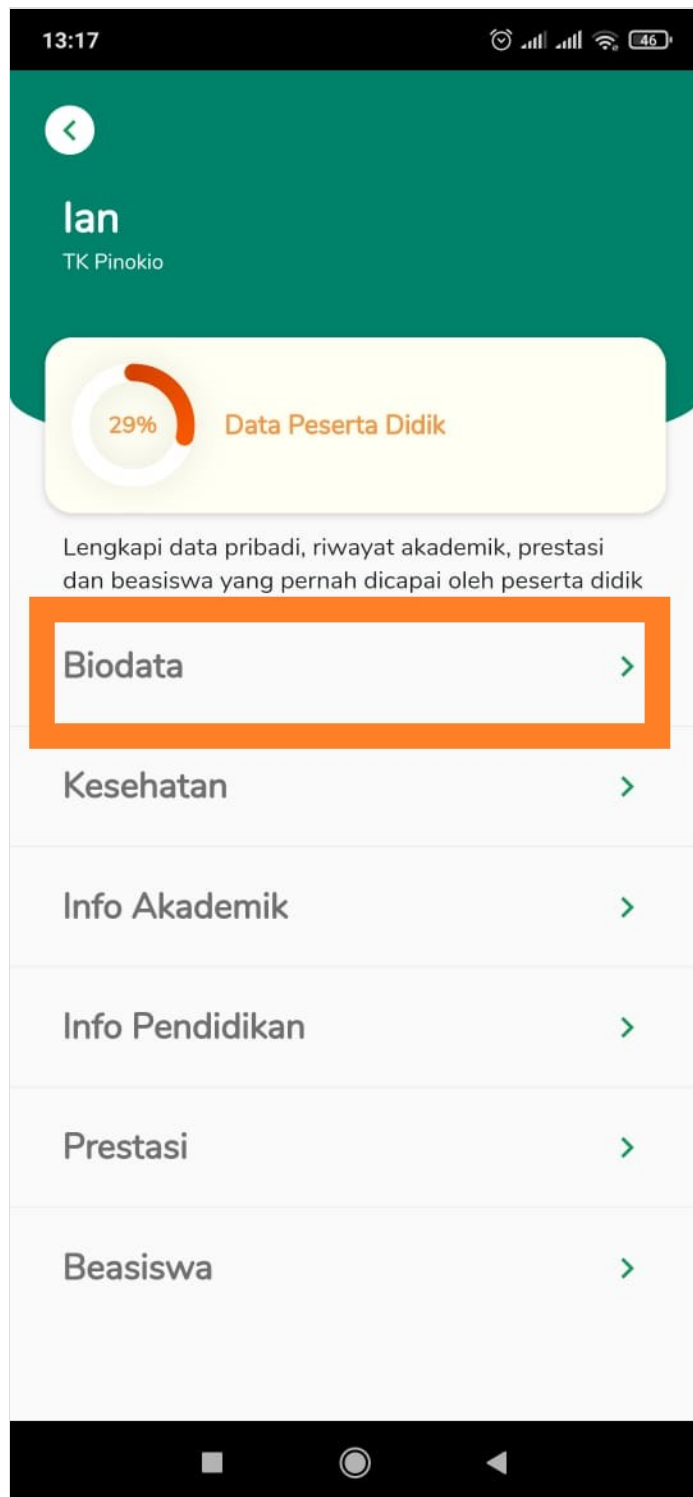 13:17
46
Ian
TK Pinokio
29%
Data Peserta Didik
Lengkapi data pribadi, riwayat akademik, prestasi
dan beasiswa yang pernah dicapai oleh peserta didik
Biodata
Kesehatan
Info Akademik
Info Pendidikan
Prestasi
Beasiswa